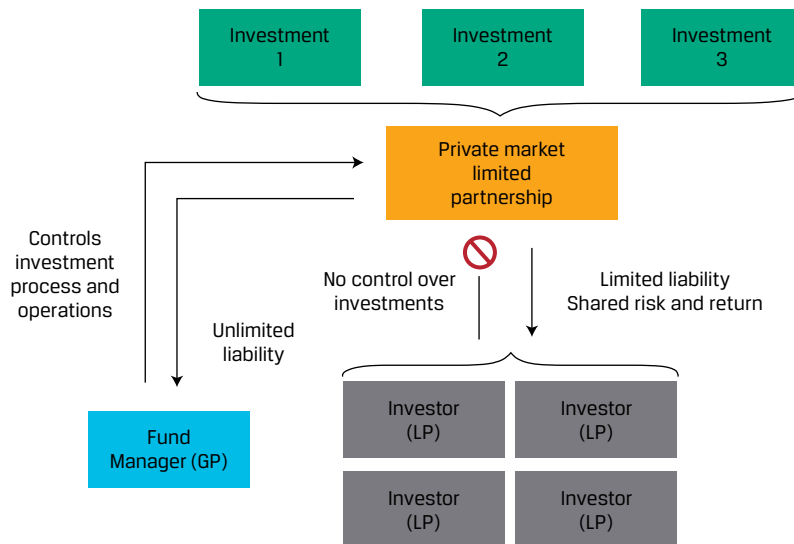 Investment
1
Investment
2
Investment
3
Private market
limited
partnership
Controls
investment
process and
operations
No control over
investments
Limited liability
Shared risk and return
Unlimited
liability
Fund
Manager (GP)
Investor
(LP)
Investor
(LP)
Investor
(LP)
Investor
(LP)